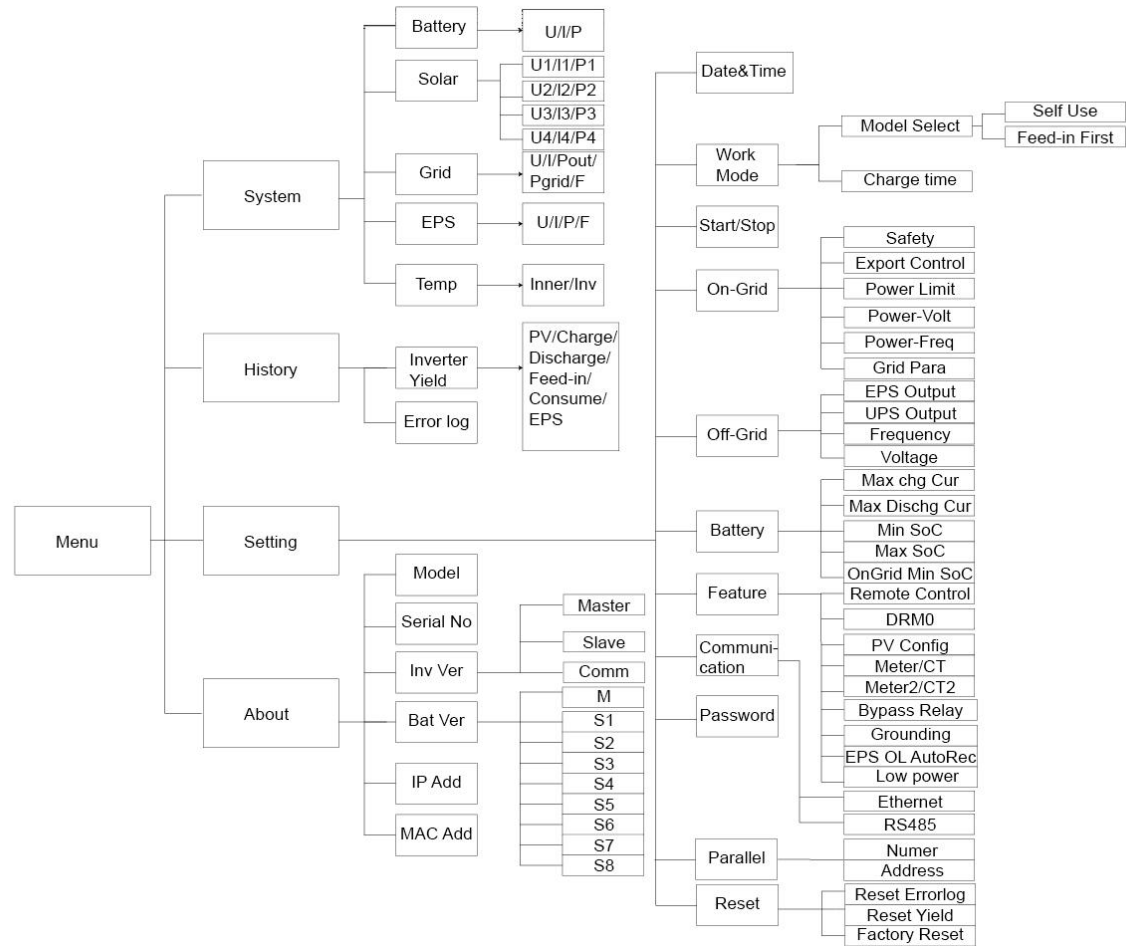 Menu
System
Battery
U/I/P
Solar
U1/I1/P1
U2/I2/P2
U3/I3/P3
U4/I4/P4
Grid
U/I/Pout/
Pgrid/F
EPS
U/I/P/F
Temp
Inner/Inv
History
Inverter
Yield
PV/Charge/
Discharge/
Feed-in/
Consume/
EPS
Error log
Setting
Date&Time
Work
Mode
Model Select
Self Use
Feed-in First
Charge time
Start/Stop
On-Grid
Safety
Export Control
Power Limit
Power-Volt
Power-Freq
Grid Para
Off-Grid
EPS Output
UPS Output
Frequency
Voltage
Battery
Max chg Cur
Max Dischg Cur
Min SoC
Max SoC
OnGrid Min SoC
Feature
Remote Control
DRM0
PV Config
Meter/CT
Meter2/CT2
Bypass Relay
Grounding
EPS OL AutoRec
Low power
Communi-
cation
Ethernet
RS485
Password
Parallel
Numer
Address
Reset
Reset Errorlog
Reset Yield
Factory Reset
About
Model
Serial No
Inv Ver
Master
Slave
Comm
Bat Ver
M
S1
S2
S3
S4
S5
S6
S7
S8
IP Add
MAC Add